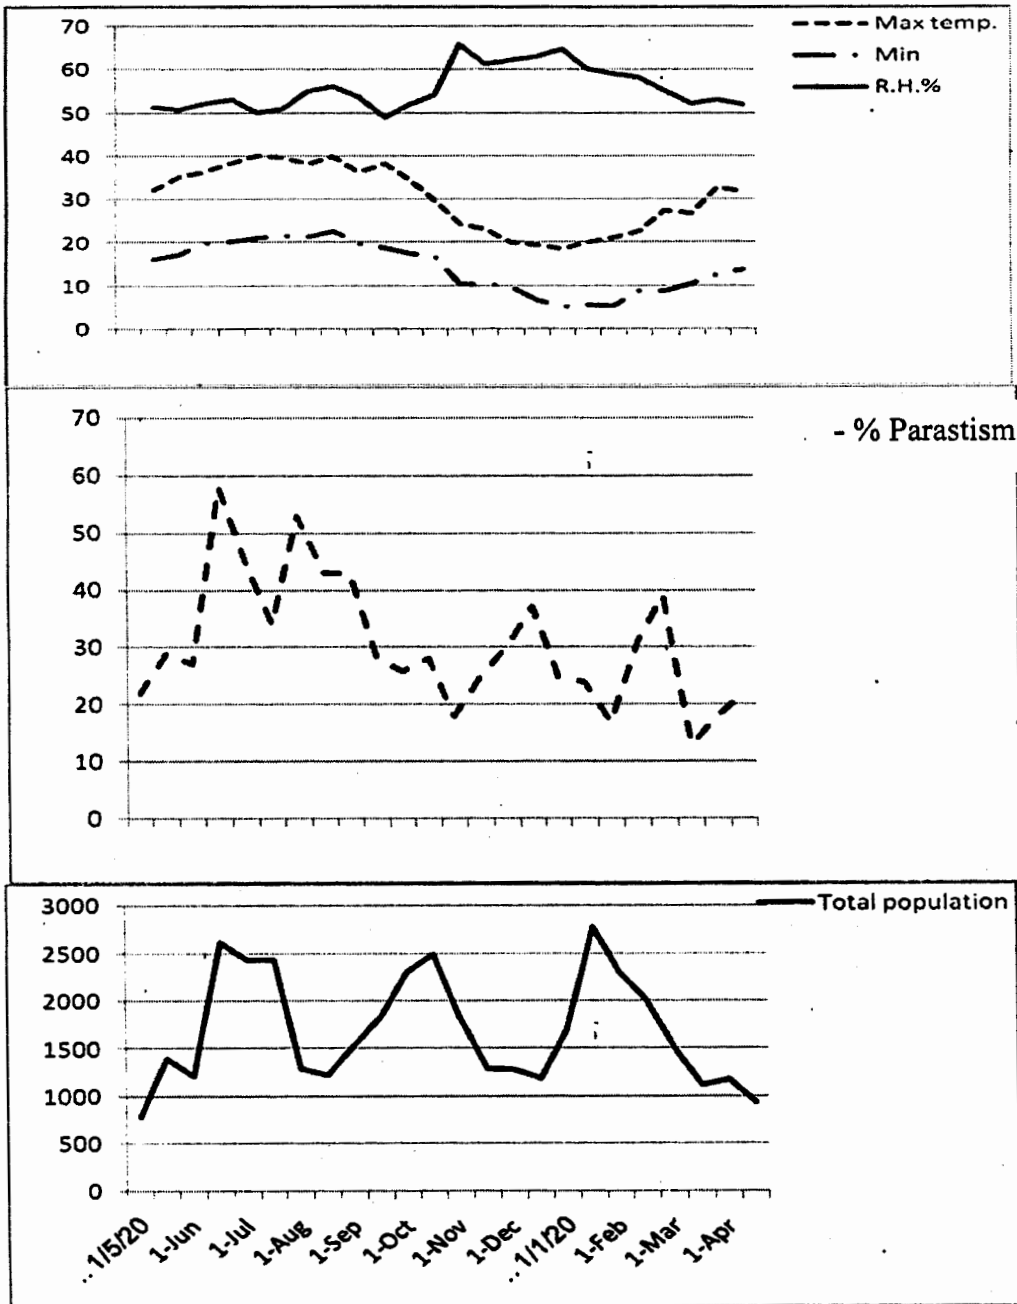 70
60
50
40
30
20
10
0
Max temp.
Min
R.H.%
70
60
50
40
30
20
10
0
- % Parastism
3000
2500
2000
1500
1000
500
0
Total population
.. 1/5/20
1-Jun
1-Jul
1-Aug
1-Sep
1-Oct
1-Nov
1-Dec
.. 1/1/20
1-Feb
1-Mar
1-Apr